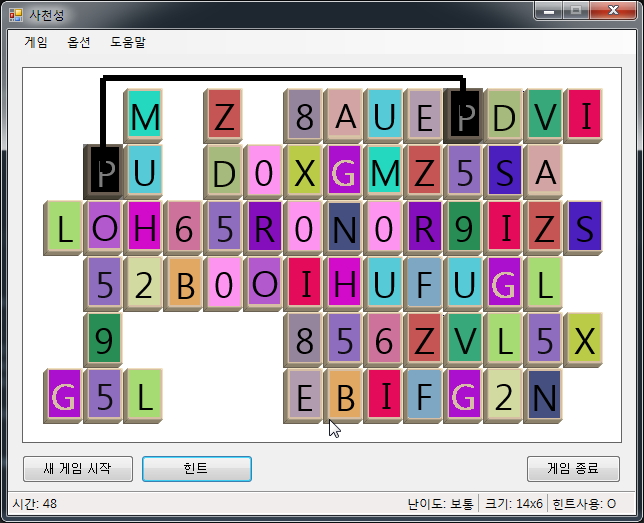 사천성
게임 옵션 도움말
M Z 8 A U E P D V I
P U D 0 X G M Z 5 S A
L O H 6 5 R 0 N 0 R 9 I Z S
5 2 B 0 O I H U F U G L
9 8 5 6 Z V L 5 X
G 5 L E B I F G 2 N
새 게임 시작 힌트 게임 종료
시간: 48 난이도: 보통 크기: 14x6 힌트사용: O